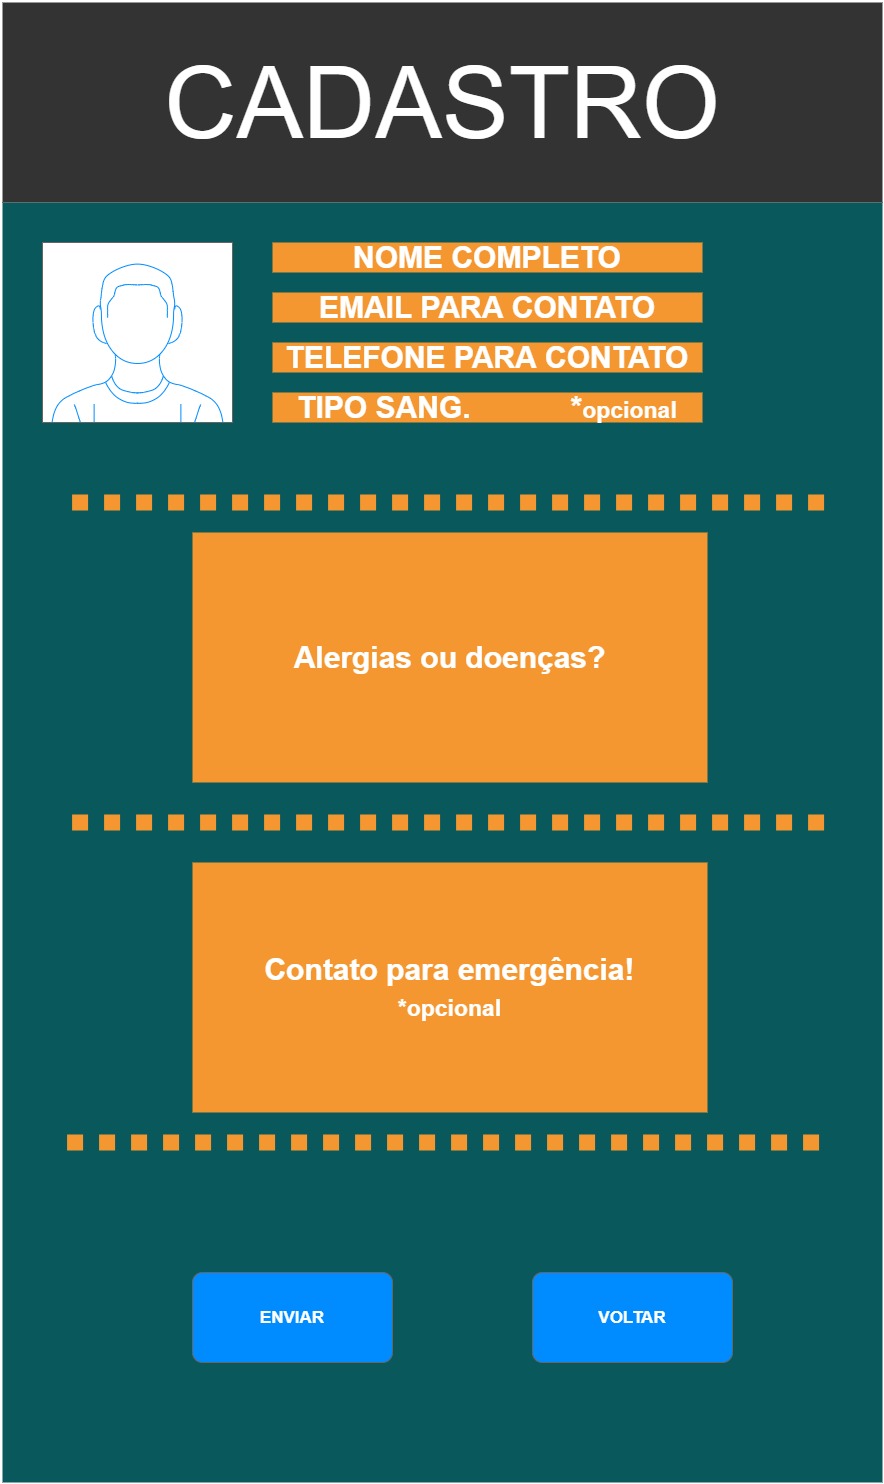 CADASTRO
NOME COMPLETO
EMAIL PARA CONTATO
TELEFONE PARA CONTATO
TIPO SANG. *opcional
Alergias ou doenças?
Contato para emergência!
*opcional
ENVIAR VOLTAR